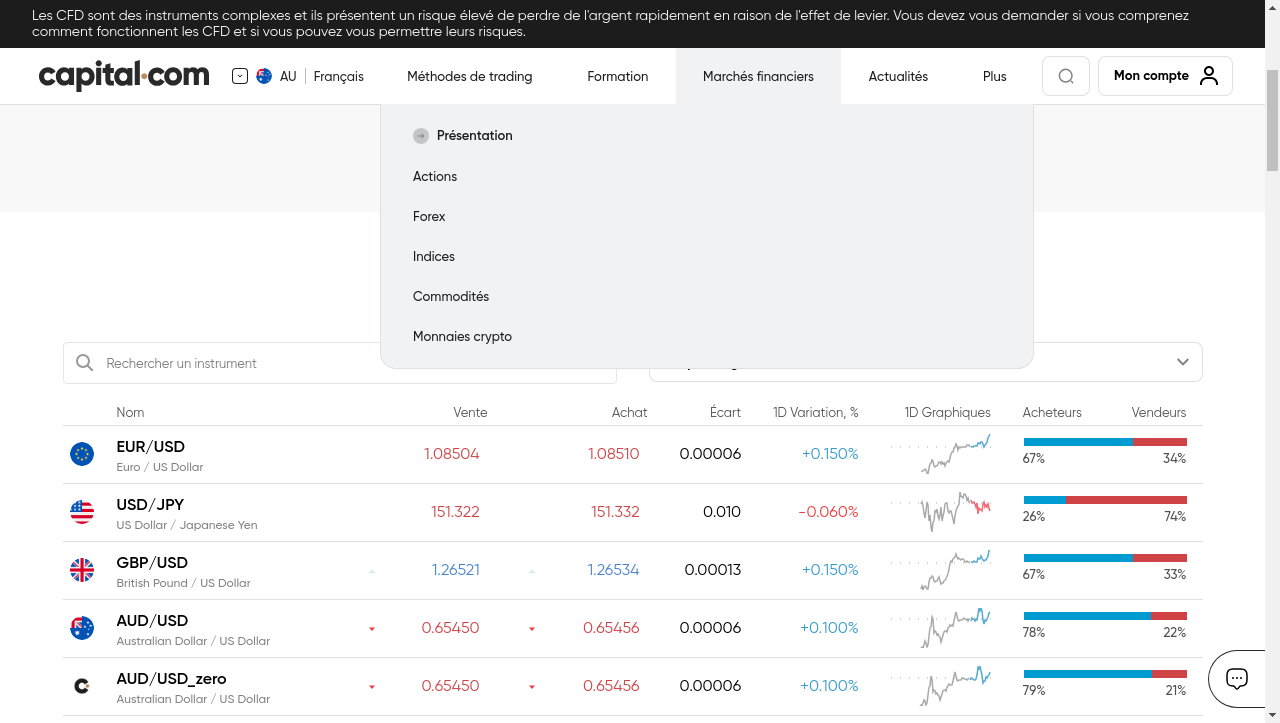 Les CFD sont des instruments complexes et ils présentent un risque élevé de perdre de l'argent rapidement en raison de l'effet de levier. Vous devez vous demander si vous comprenez
comment fonctionnent les CFD et si vous pouvez vous permettre leurs risques.
capital.com AU Français Méthodes de trading Formation Marchés financiers Actualités Plus Mon compte
Présentation
Actions
Forex
Indices
Commodités
Monnaies crypto
Rechercher un instrument
Nom Vente Achat Écart 1D Variation, % 1D Graphiques Acheteurs Vendeurs
EUR/USD 1.08504 1.08510 0.00006 +0.150%
Euro / US Dollar 67% 34%
USD/JPY 151.322 151.332 0.010 -0.060%
US Dollar / Japanese Yen 26% 74%
GBP/USD 1.26521 1.26534 0.00013 +0.150%
British Pound / US Dollar 67% 33%
AUD/USD 0.65450 0.65456 0.00006 +0.100%
Australian Dollar / US Dollar 78% 22%
AUD/USD_zero 0.65450 0.65456 0.00006 +0.100%
Australian Dollar / US Dollar 79% 21%